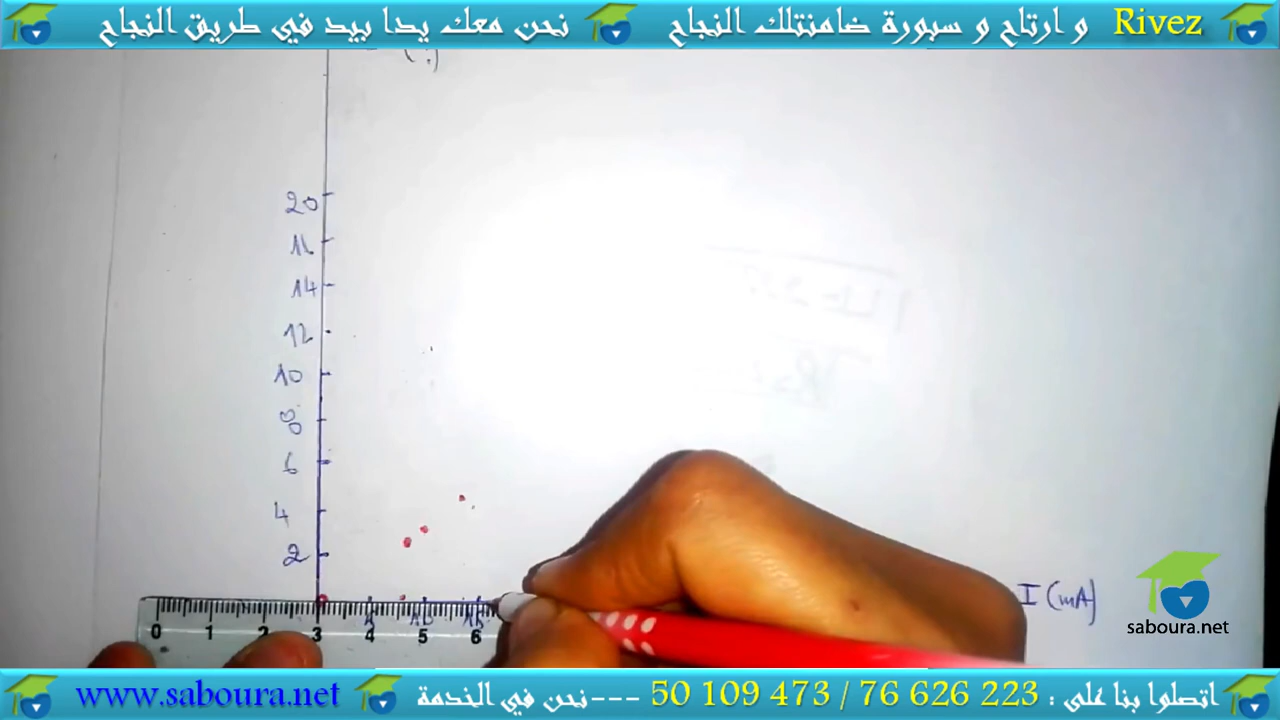 نحن معك يدا بيد في طريق النجاح و ارتاح و سبورة ضامنتلك النجاح Rivez
20
14
12
10
8
6
4
2
I (mA)
0 1 2 3 4 5 6
saboura.net
www.saboura.net اتصلوا بنا على : 50 109 473 / 76 626 223 ---نحن في الخدمة